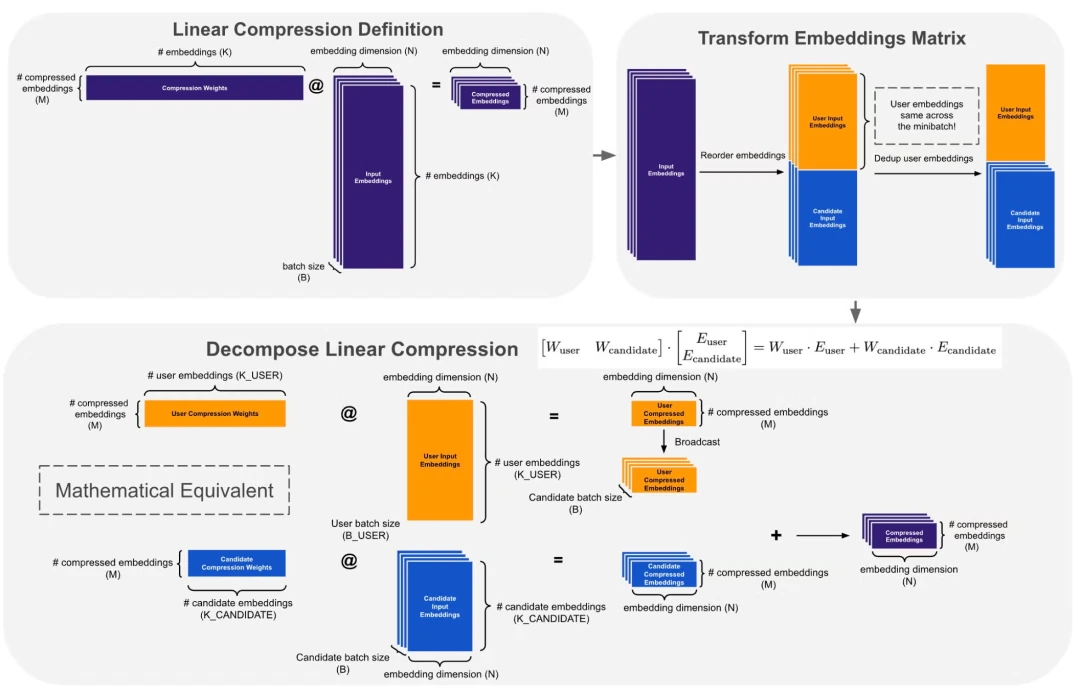 Linear Compression Definition
# embeddings (K)
embedding dimension (N)
embedding dimension (N)
# compressed
embeddings
(M)
Compression Weights
@
=
Compressed
Embeddings
# compressed
embeddings
(M)
Input
Embeddings
# embeddings (K)
batch size
(B)
Transform Embeddings Matrix
Input
Embeddings
Reorder embeddings
User Input
Embeddings
Candidate
Input
Embeddings
User embeddings
same across
the minibatch!
Dedup user embeddings
User Input
Embeddings
Candidate
Input
Embeddings
Decompose Linear Compression
[W_user W_candidate] · [E_user E_candidate] = W_user · E_user + W_candidate · E_candidate
# user embeddings (K_USER)
# compressed
embeddings
(M)
User Compression Weights
@
embedding dimension (N)
User Input
Embeddings
# user embeddings
(K_USER)
User batch size
(B_USER)
=
embedding dimension (N)
User
Compressed
Embeddings
# compressed embeddings
(M)
Broadcast
User
Compressed
Embeddings
Candidate batch size
(B)
Mathematical Equivalent
# compressed embeddings
(M)
Candidate
Compression Weights
# candidate embeddings
(K_CANDIDATE)
@
Candidate
Input
Embeddings
# candidate embeddings
(K_CANDIDATE)
Candidate batch size
(B)
embedding dimension (N)
=
Candidate
Compressed
Embeddings
# compressed embeddings
(M)
embedding dimension (N)
+
Compressed
Embeddings
# compressed
embeddings
(M)
embedding dimension
(N)